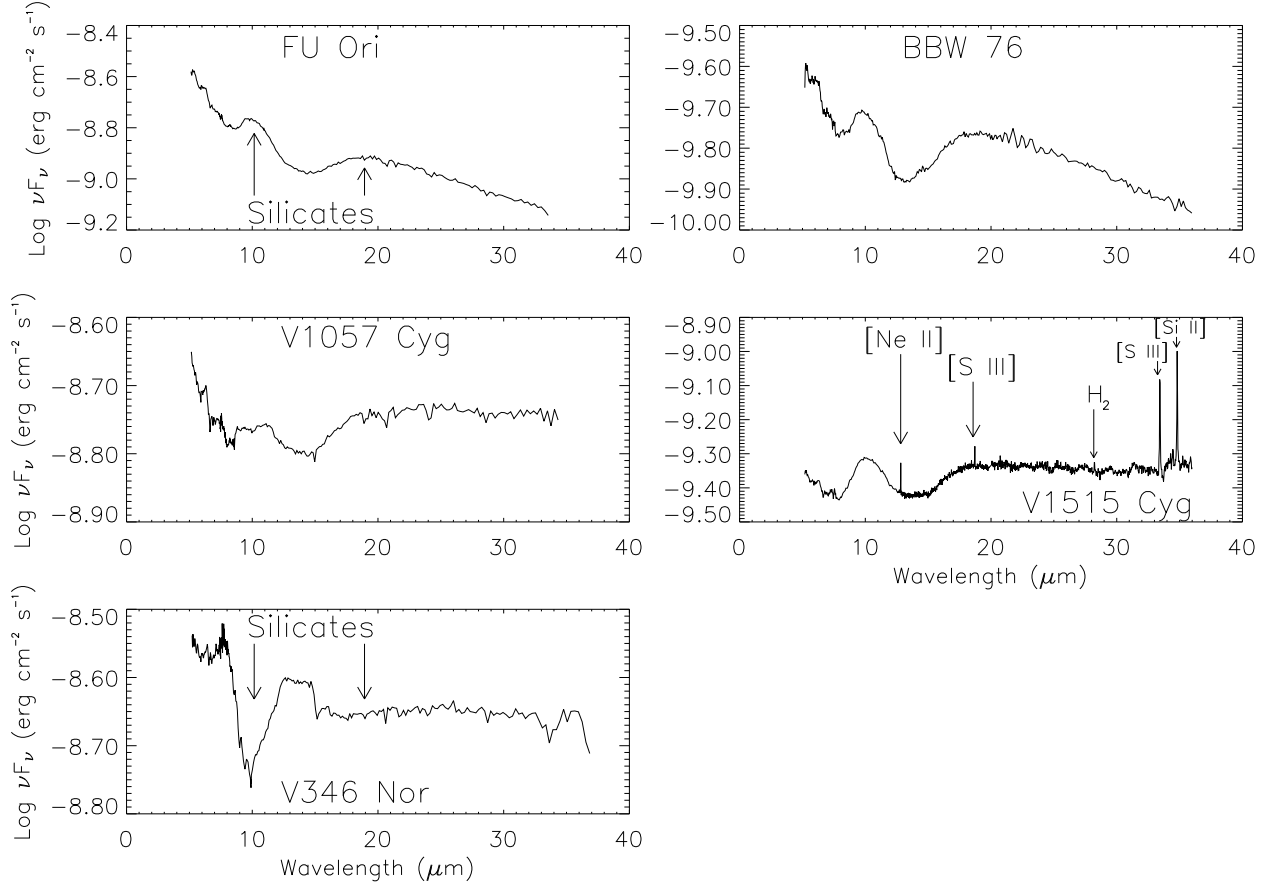 FU Ori
Log νFν (erg cm⁻² s⁻¹)
−8.4
−8.6
−8.8
−9.0
−9.2
Silicates
0 10 20 30 40
BBW 76
−9.50
−9.60
−9.70
−9.80
−9.90
−10.00
0 10 20 30 40
V1057 Cyg
Log νFν (erg cm⁻² s⁻¹)
−8.60
−8.70
−8.80
−8.90
0 10 20 30 40
−8.90
−9.00
−9.10
−9.20
−9.30
−9.40
−9.50
[Ne II]
[S III]
H₂
[S III]
[Si II]
V1515 Cyg
0 10 20 30 40
Wavelength (μm)
Log νFν (erg cm⁻² s⁻¹)
−8.50
−8.60
−8.70
−8.80
Silicates
V346 Nor
0 10 20 30 40
Wavelength (μm)